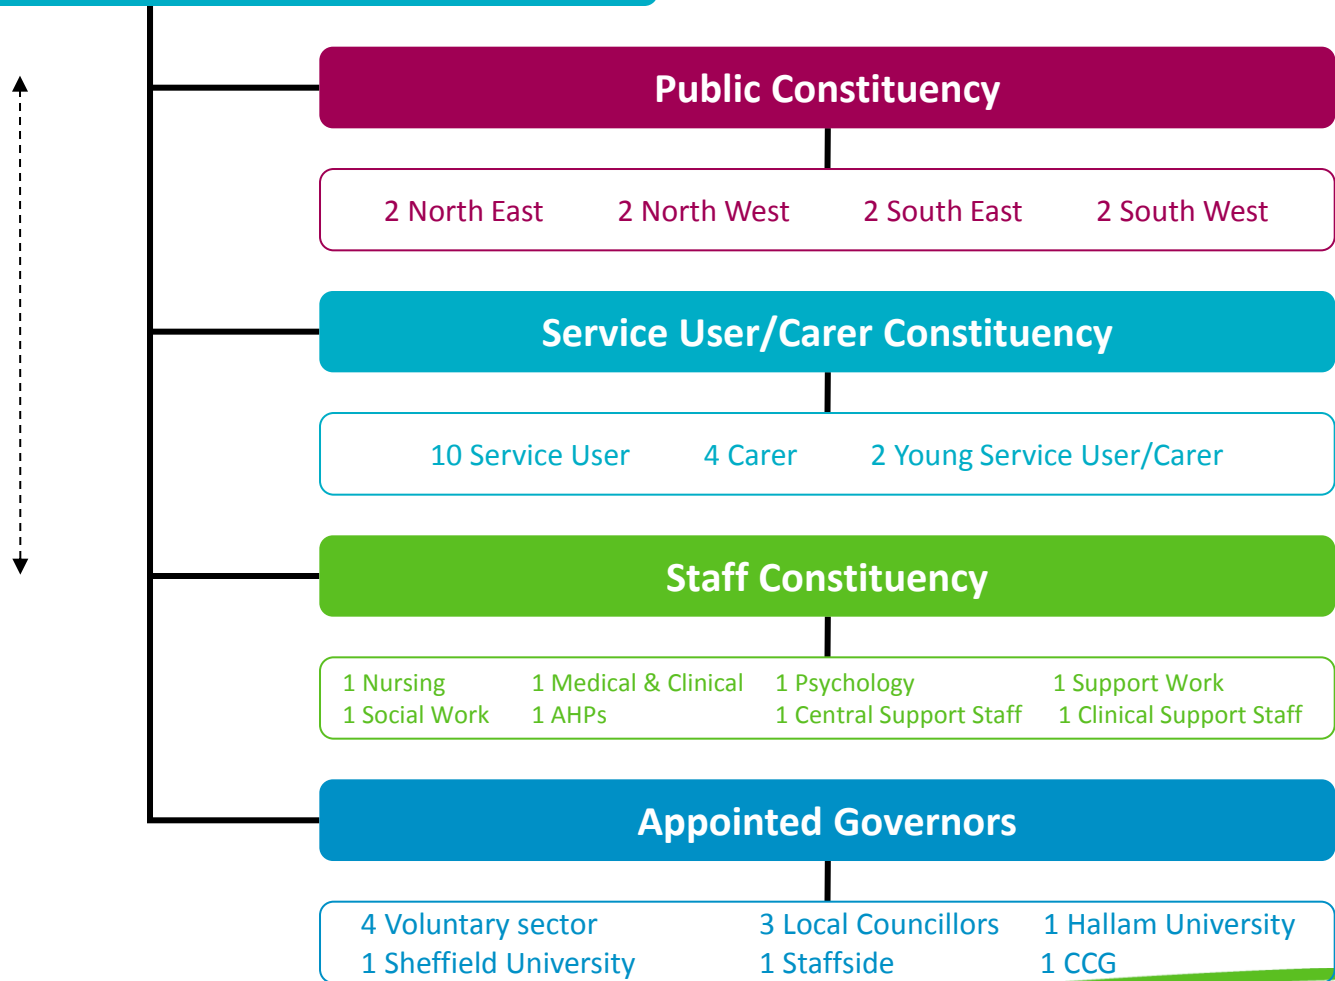 Public Constituency
2 North East 2 North West 2 South East 2 South West
Service User/Carer Constituency
10 Service User 4 Carer 2 Young Service User/Carer
Staff Constituency
1 Nursing 1 Medical & Clinical 1 Psychology 1 Support Work
1 Social Work 1 AHPs 1 Central Support Staff 1 Clinical Support Staff
Appointed Governors
4 Voluntary sector 3 Local Councillors 1 Hallam University
1 Sheffield University 1 Staffside 1 CCG